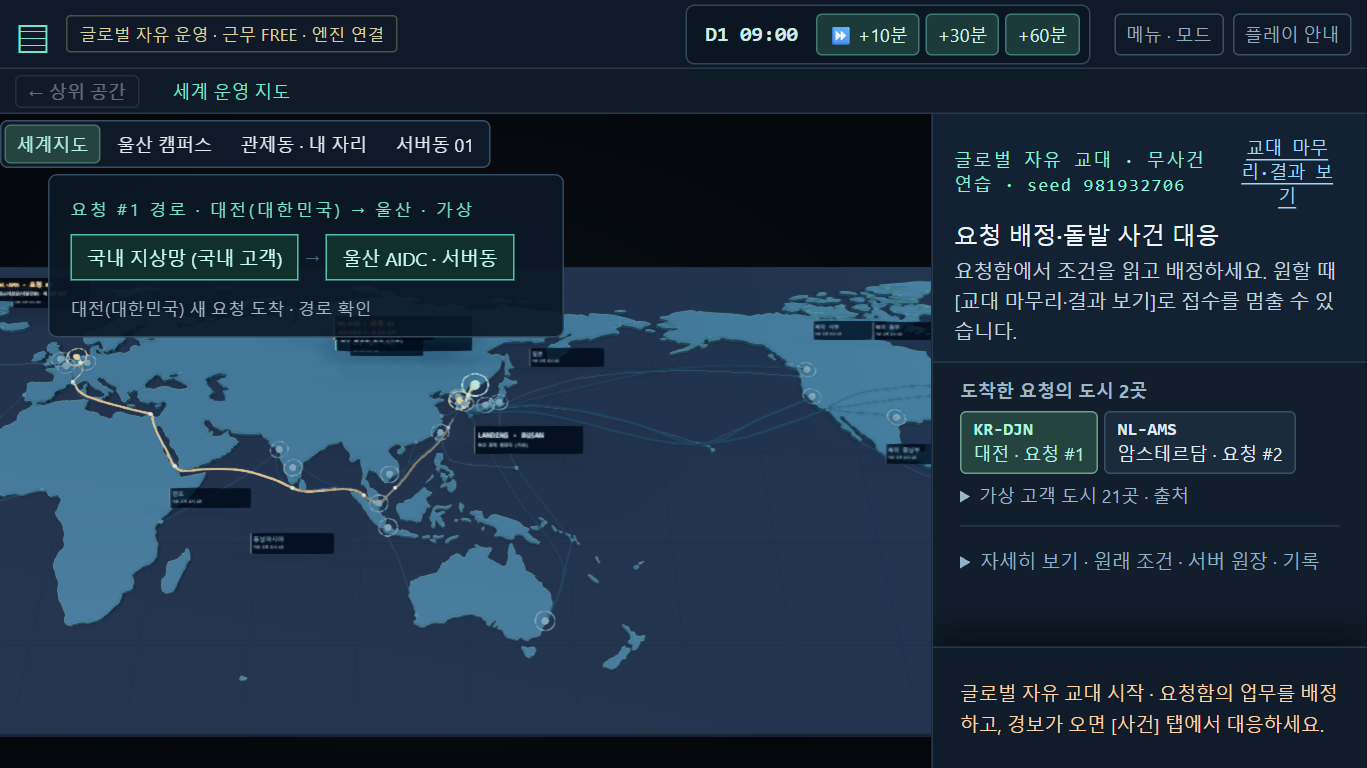 글로벌 자유 운영 · 근무 FREE · 엔진 연결
D1 09:00
⏩ +10분
+30분
+60분
메뉴 · 모드
플레이 안내
← 상위 공간
세계 운영 지도
세계지도
울산 캠퍼스
관제동 · 내 자리
서버동 01
요청 #1 경로 · 대전(대한민국) → 울산 · 가상
국내 지상망 (국내 고객)
→
울산 AIDC · 서버동
대전(대한민국) 새 요청 도착 · 경로 확인
일본
LANDING · BUSAN
인도
동남아시아
글로벌 자유 교대 · 무사건
연습 · seed 981932706
교대 마무
리·결과 보
기
요청 배정·돌발 사건 대응
요청함에서 조건을 읽고 배정하세요. 원할 때
[교대 마무리·결과 보기]로 접수를 멈출 수 있
습니다.
도착한 요청의 도시 2곳
KR-DJN
대전 · 요청 #1
NL-AMS
암스테르담 · 요청 #2
▶ 가상 고객 도시 21곳 · 출처
▶ 자세히 보기 · 원래 조건 · 서버 원장 · 기록
글로벌 자유 교대 시작 · 요청함의 업무를 배정
하고, 경보가 오면 [사건] 탭에서 대응하세요.